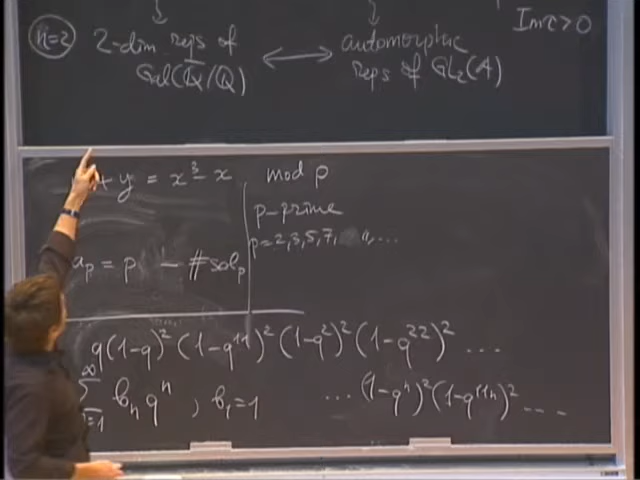 n=2 2-dim reps of Gal(Q̅/Q) ⟷ automorphic reps of GL₂(𝔸)
Im τ > 0
+ y = x³ - x mod p
p-prime
p=2,3,5,7, 11,...
aₚ = p - #solₚ
q(1-q)²(1-q¹¹)²(1-q²)²(1-q²²)² ...
∑ bₙqⁿ, b₁=1 ... (1-qⁿ)²(1-q¹¹ⁿ)² ...